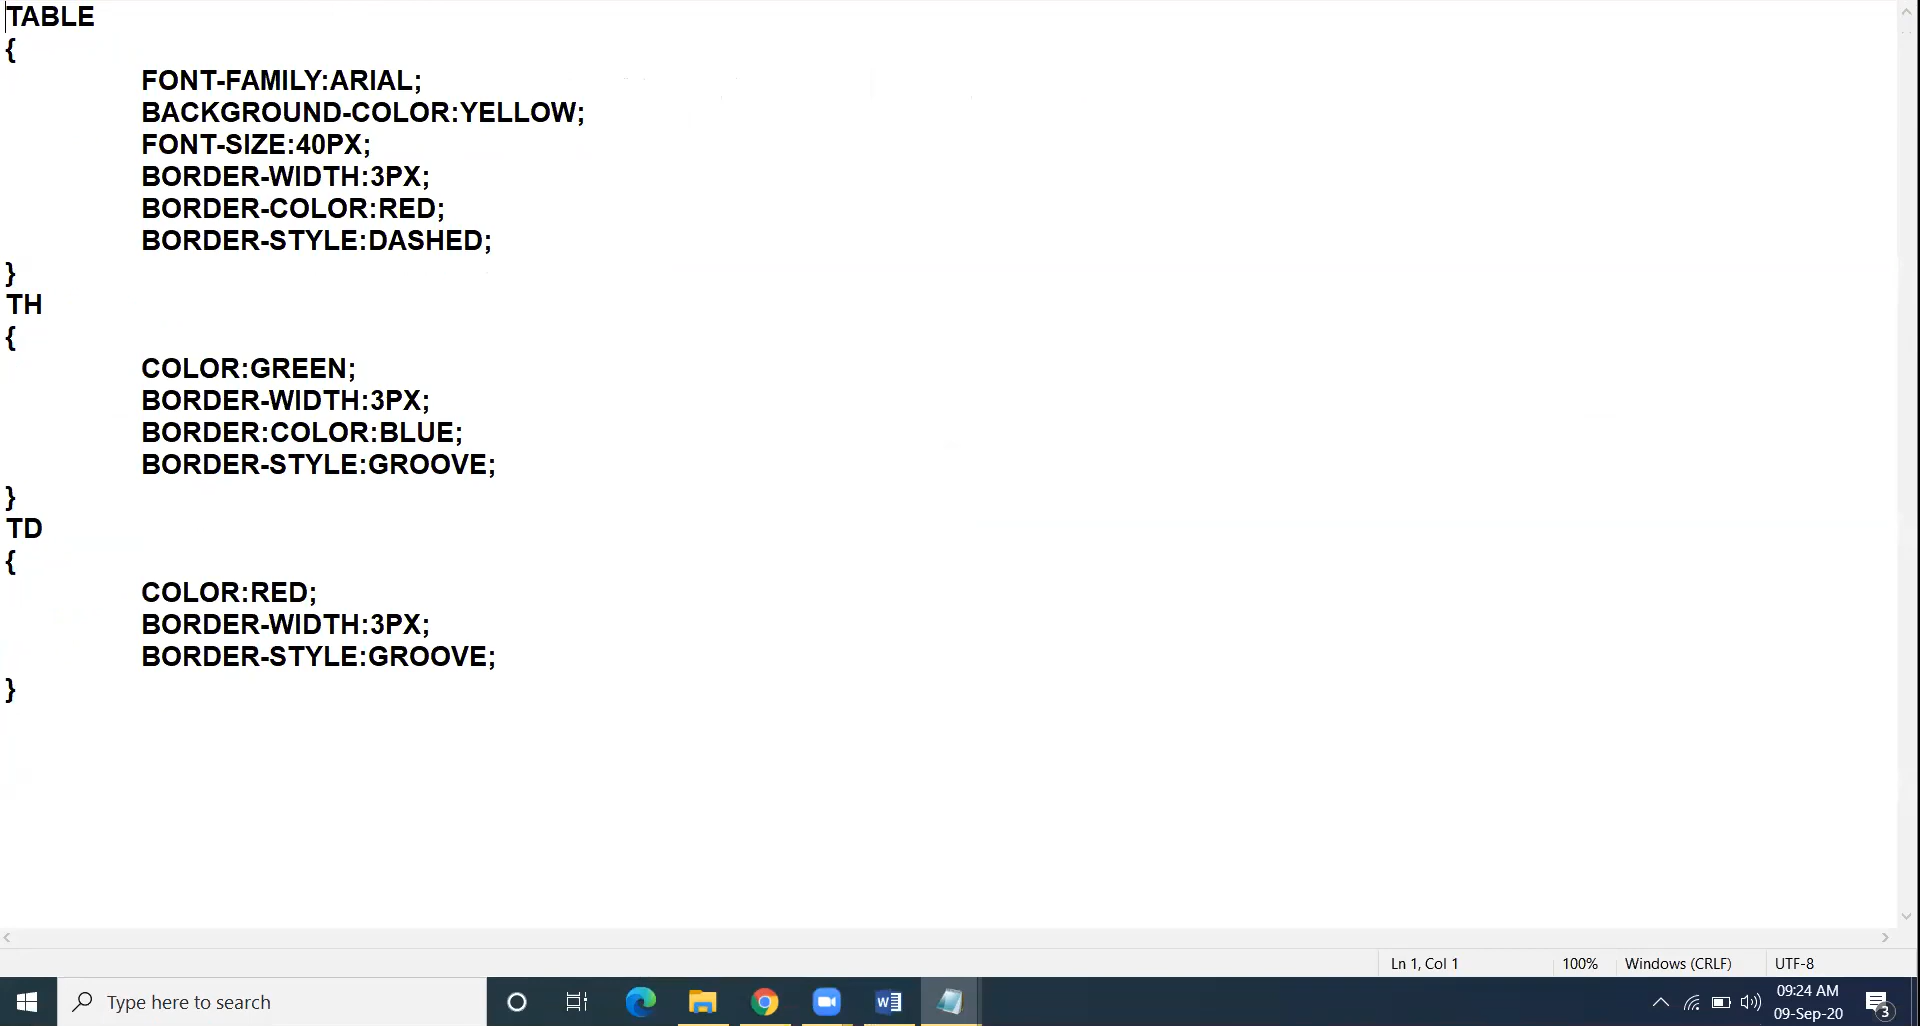 TABLE
{
FONT-FAMILY:ARIAL;
BACKGROUND-COLOR:YELLOW;
FONT-SIZE:40PX;
BORDER-WIDTH:3PX;
BORDER-COLOR:RED;
BORDER-STYLE:DASHED;
}
TH
{
COLOR:GREEN;
BORDER-WIDTH:3PX;
BORDER:COLOR:BLUE;
BORDER-STYLE:GROOVE;
}
TD
{
COLOR:RED;
BORDER-WIDTH:3PX;
BORDER-STYLE:GROOVE;
}
Ln 1, Col 1 100% Windows (CRLF) UTF-8
Type here to search
W
09:24 AM
09-Sep-20
3